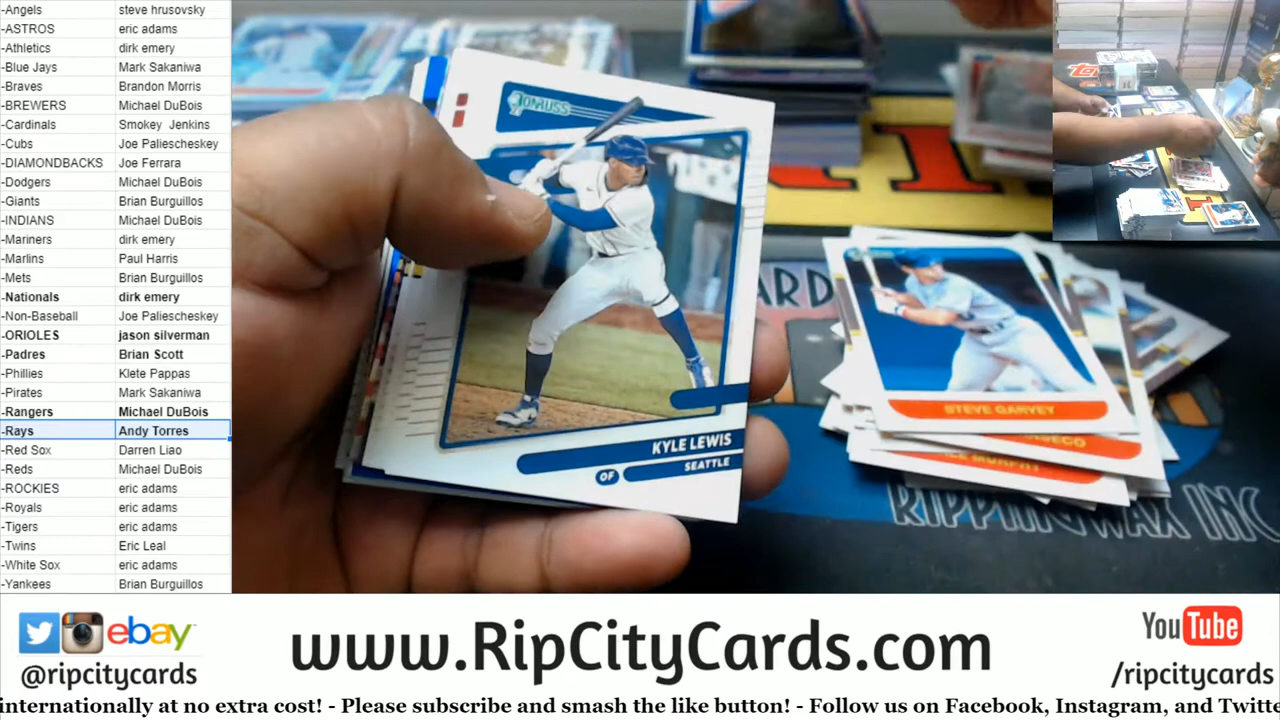 -Angels steve hrusovsky
-ASTROS eric adams
-Athletics dirk emery
-Blue Jays Mark Sakaniwa
-Braves Brandon Morris
-BREWERS Michael DuBois
-Cardinals Smokey Jenkins
-Cubs Joe Paliescheskey
-DIAMONDBACKS Joe Ferrara
-Dodgers Michael DuBois
-Giants Brian Burguillos
-INDIANS Michael DuBois
-Mariners dirk emery
-Marlins Paul Harris
-Mets Brian Burguillos
-Nationals dirk emery
-Non-Baseball Joe Paliescheskey
-ORIOLES jason silverman
-Padres Brian Scott
-Phillies Klete Pappas
-Pirates Mark Sakaniwa
-Rangers Michael DuBois
-Rays Andy Torres
-Red Sox Darren Liao
-Reds Michael DuBois
-ROCKIES eric adams
-Royals eric adams
-Tigers eric adams
-Twins Eric Leal
-White Sox eric adams
-Yankees Brian Burguillos
DONRUSS
KYLE LEWIS
OF SEATTLE
STEVE GARVEY
RIPPINGWAX INC
ebay
@ripcitycards
www.RipCityCards.com
YouTube
/ripcitycards
internationally at no extra cost! - Please subscribe and smash the like button! - Follow us on Facebook, Instagram, and Twitte